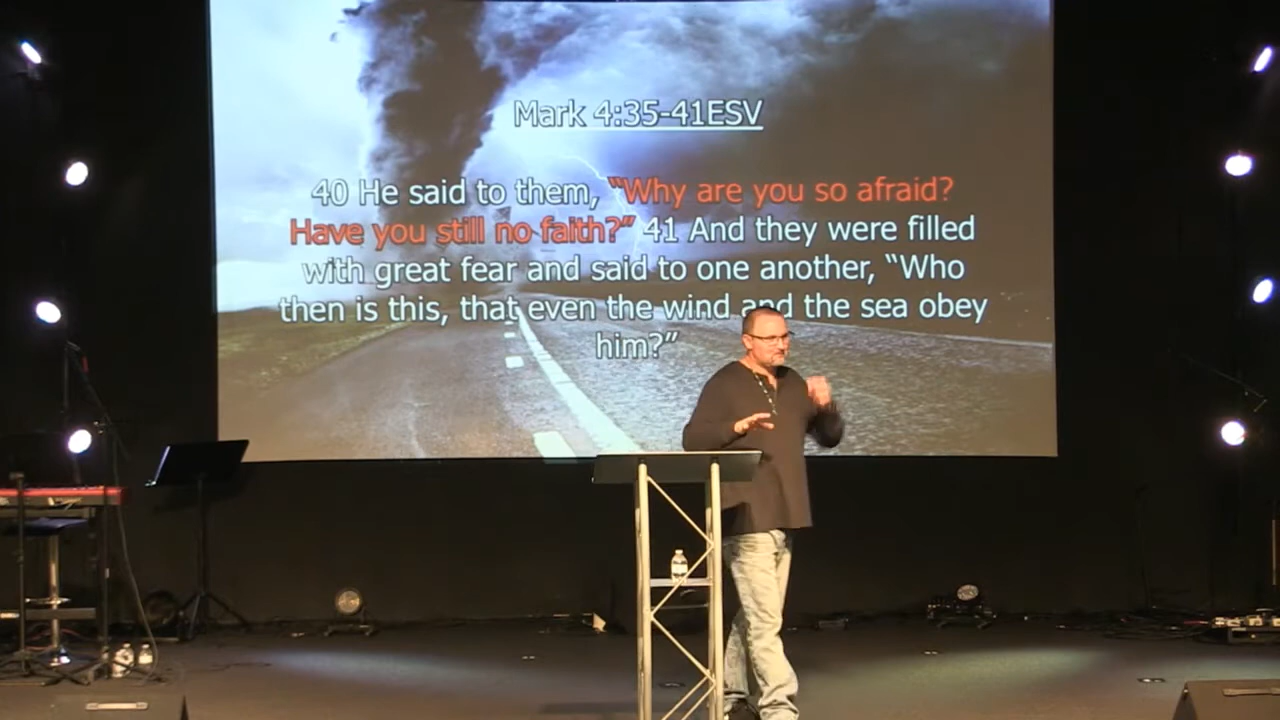 Mark 4:35-41ESV
40 He said to them, “Why are you so afraid?
Have you still no faith?” 41 And they were filled
with great fear and said to one another, “Who
then is this, that even the wind and the sea obey
him?”